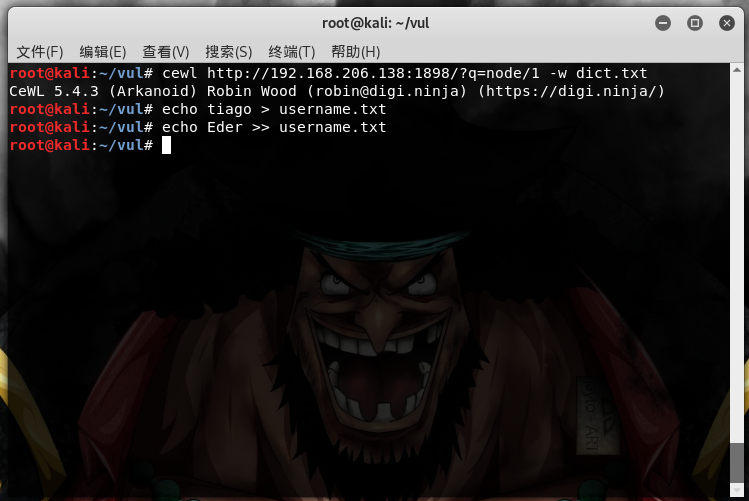 root@kali: ~/vul
文件(F) 编辑(E) 查看(V) 搜索(S) 终端(T) 帮助(H)
root@kali:~/vul# cewl http://192.168.206.138:1898/?q=node/1 -w dict.txt
CeWL 5.4.3 (Arkanoid) Robin Wood (robin@digi.ninja) (https://digi.ninja/)
root@kali:~/vul# echo tiago > username.txt
root@kali:~/vul# echo Eder >> username.txt
root@kali:~/vul#